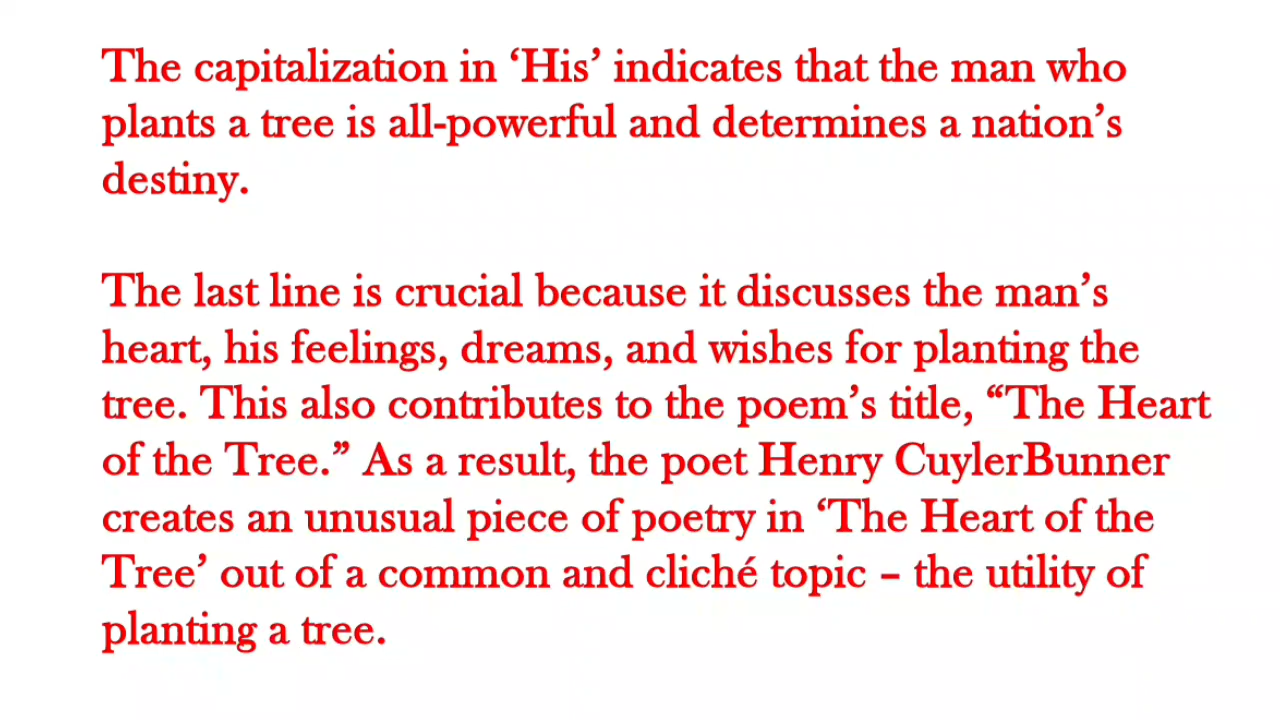 The capitalization in ‘His’ indicates that the man who
plants a tree is all-powerful and determines a nation’s
destiny.
The last line is crucial because it discusses the man’s
heart, his feelings, dreams, and wishes for planting the
tree. This also contributes to the poem’s title, “The Heart
of the Tree.” As a result, the poet Henry CuylerBunner
creates an unusual piece of poetry in ‘The Heart of the
Tree’ out of a common and cliché topic – the utility of
planting a tree.